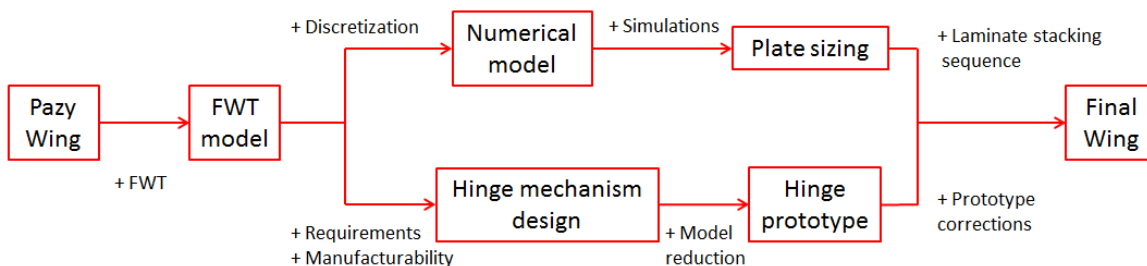 Pazy
Wing
+ FWT
FWT
model
+ Discretization
Numerical
model
+ Simulations
Plate sizing
+ Laminate stacking
sequence
+ Requirements
+ Manufacturability
Hinge mechanism
design
+ Model
reduction
Hinge
prototype
+ Prototype
corrections
Final
Wing